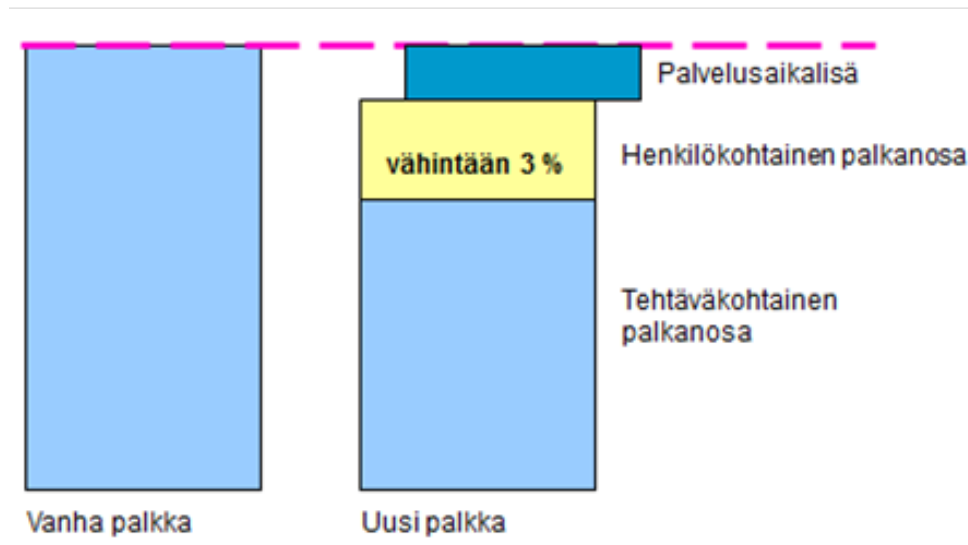 Palvelusaikalisä
vähintään 3 %
Henkilökohtainen palkanosa
Tehtäväkohtainen
palkanosa
Vanha palkka
Uusi palkka